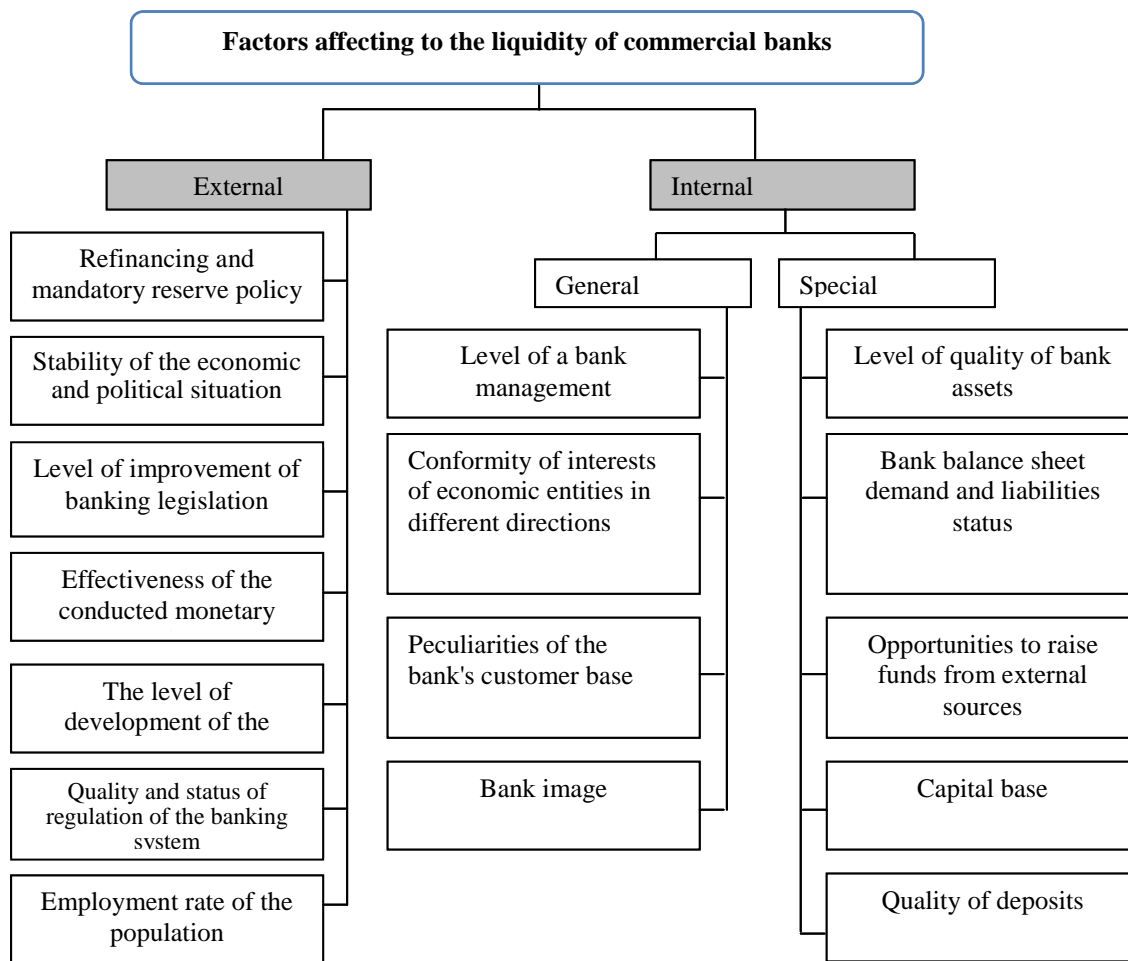 Factors affecting to the liquidity of commercial banks
External
Refinancing and
mandatory reserve policy
Stability of the economic
and political situation
Level of improvement of
banking legislation
Effectiveness of the
conducted monetary
The level of
development of the
Quality and status of
regulation of the banking
system
Employment rate of the
population
Internal
General
Level of a bank
management
Conformity of interests
of economic entities in
different directions
Peculiarities of the
bank's customer base
Bank image
Special
Level of quality of bank
assets
Bank balance sheet
demand and liabilities
status
Opportunities to raise
funds from external
sources
Capital base
Quality of deposits